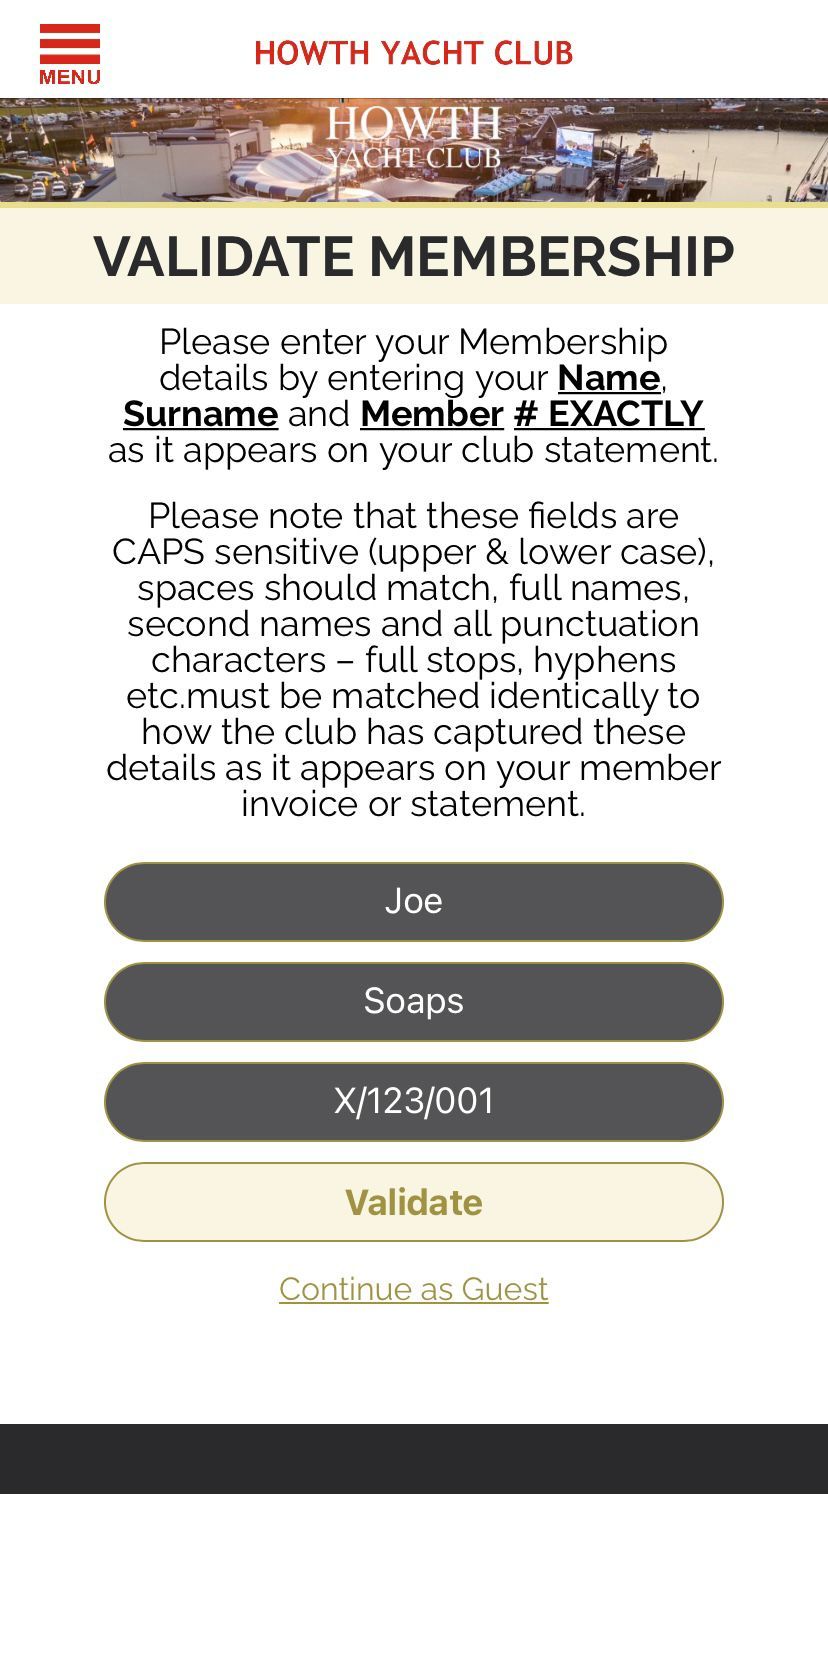 MENU
HOWTH YACHT CLUB
HOWTH
YACHT CLUB
VALIDATE MEMBERSHIP
Please enter your Membership
details by entering your Name,
Surname and Member # EXACTLY
as it appears on your club statement.
Please note that these fields are
CAPS sensitive (upper & lower case),
spaces should match, full names,
second names and all punctuation
characters – full stops, hyphens
etc.must be matched identically to
how the club has captured these
details as it appears on your member
invoice or statement.
Joe
Soaps
X/123/001
Validate
Continue as Guest